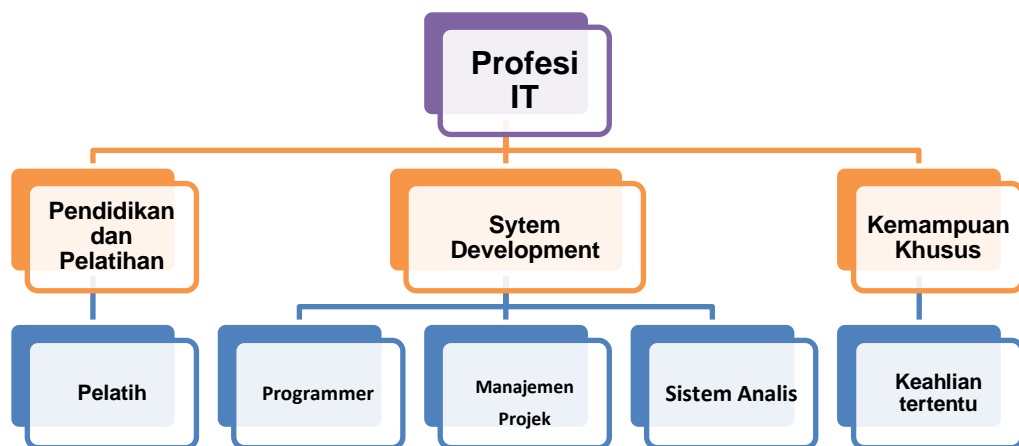 Profesi
IT
Pendidikan
dan
Pelatihan
Sytem
Development
Kemampuan
Khusus
Pelatih
Programmer
Manajemen
Projek
Sistem Analis
Keahlian
tertentu